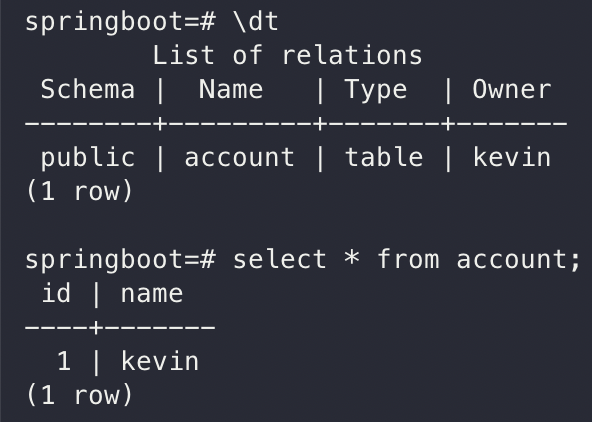 springboot=# \dt
        List of relations
 Schema |  Name   | Type  | Owner
--------+---------+-------+-------
 public | account | table | kevin
(1 row)
springboot=# select * from account;
 id | name
----+-------
  1 | kevin
(1 row)